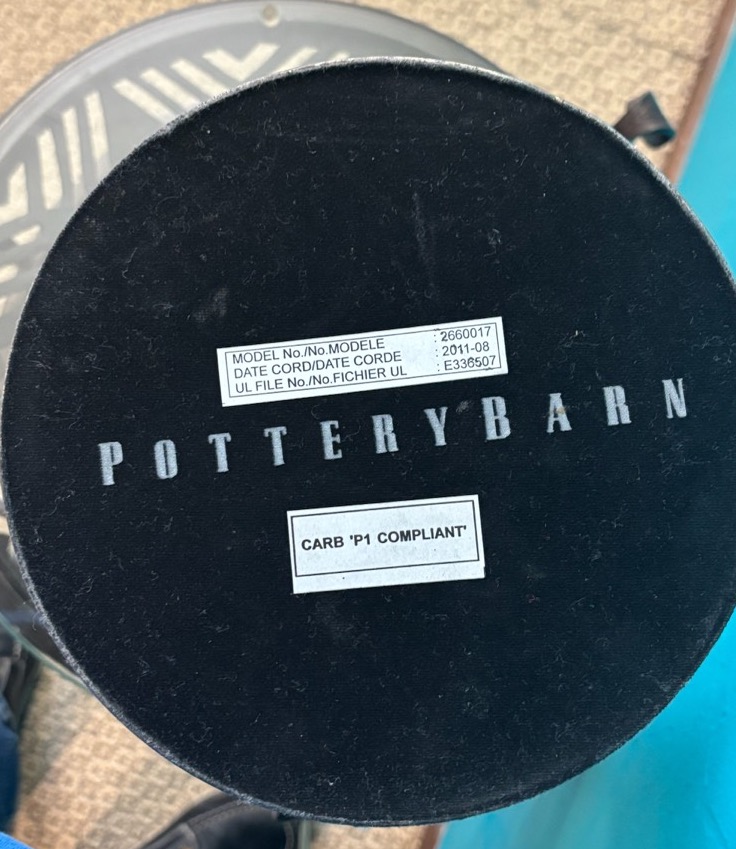 MODEL No./No.MODELE : 2660017
DATE CORD/DATE CORDE : 2011-08
UL FILE No./No.FICHIER UL : E336507
POTTERYBARN
CARB 'P1 COMPLIANT'